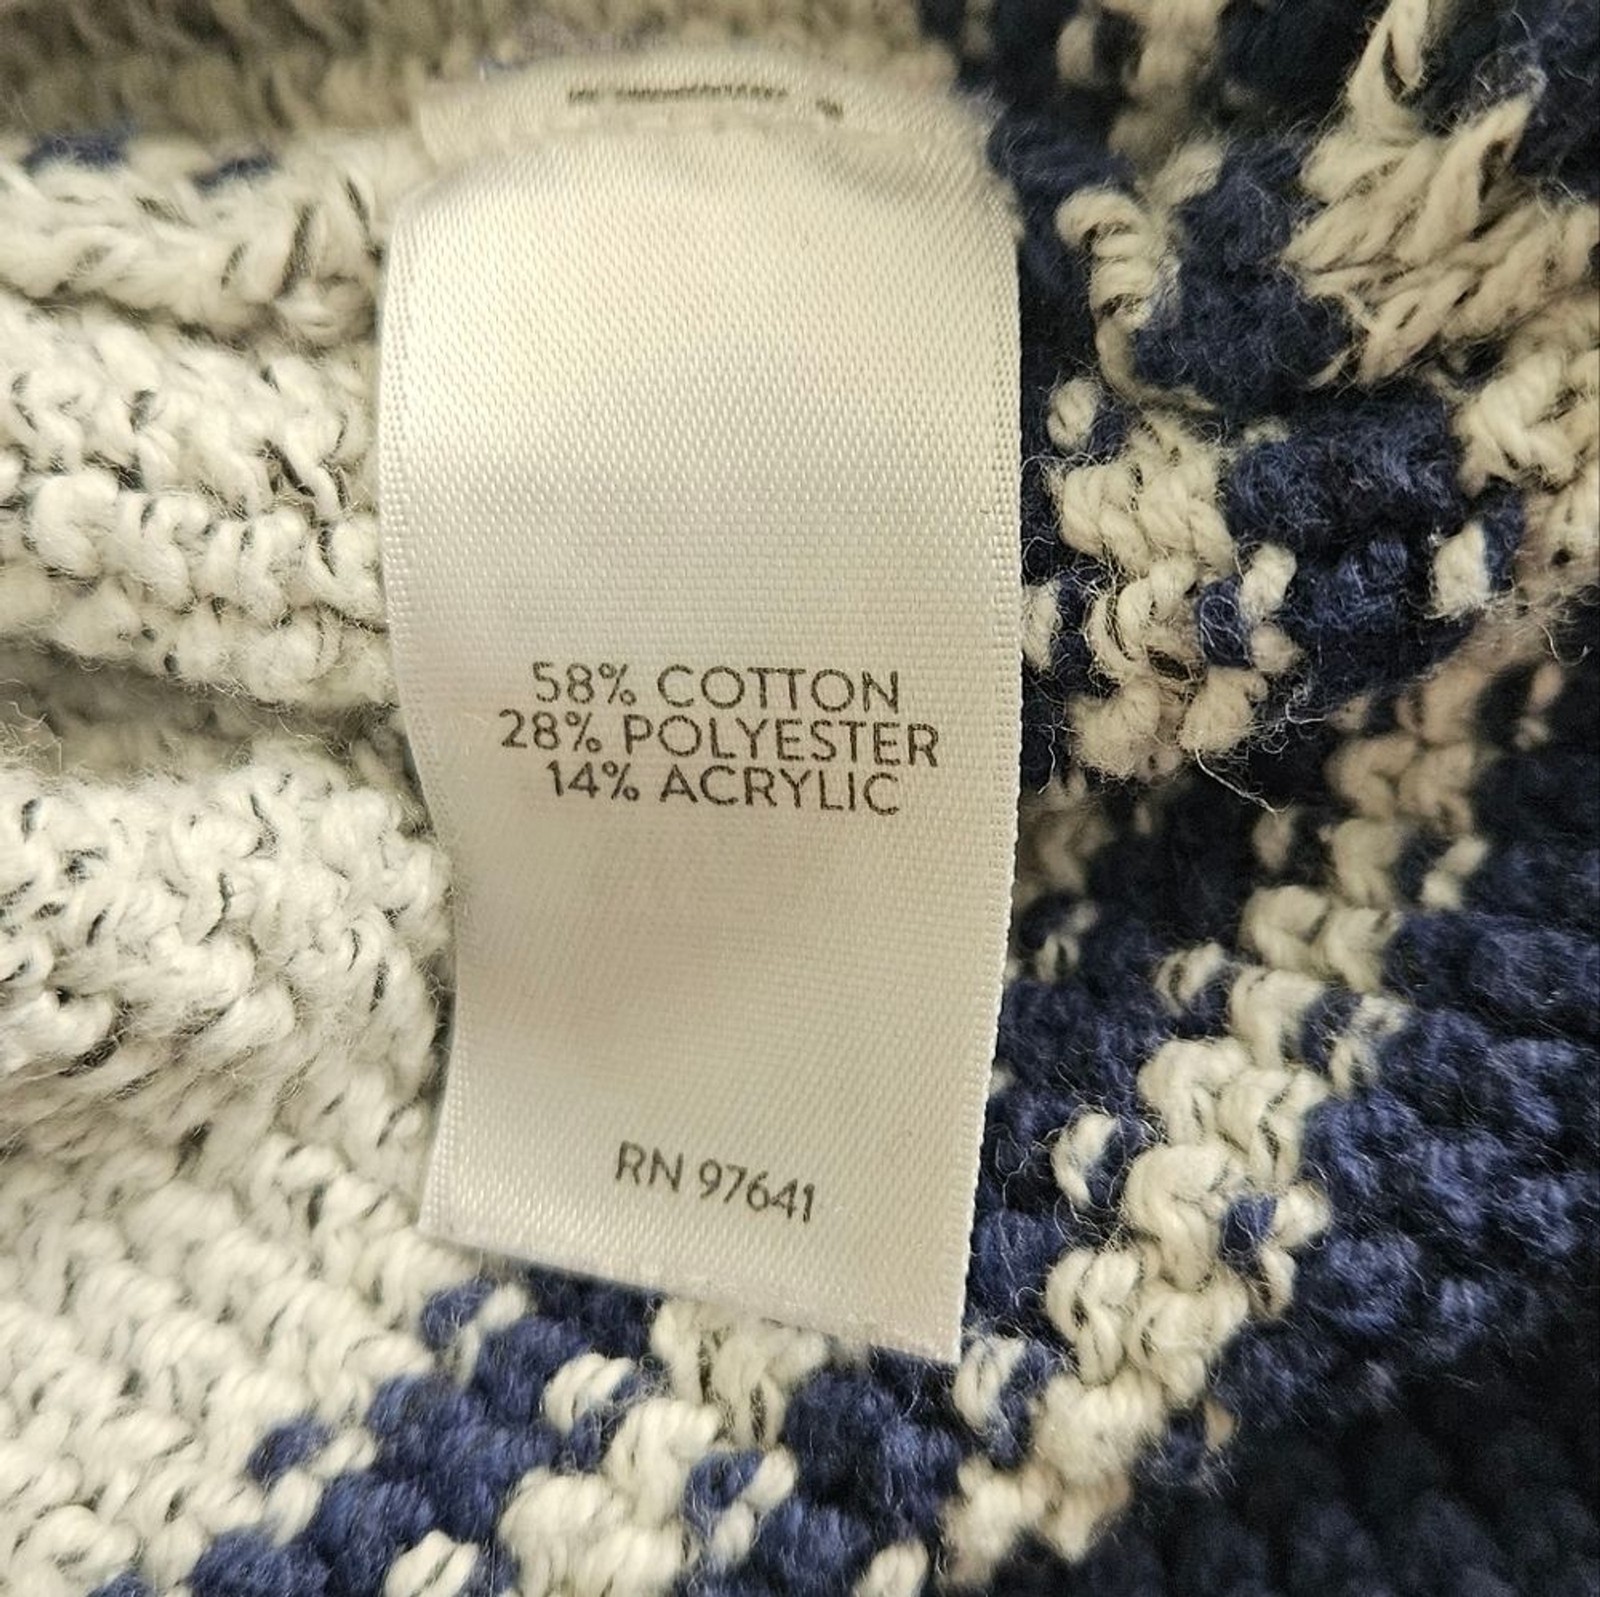 58% COTTON
28% POLYESTER
14% ACRYLIC
RN 97641